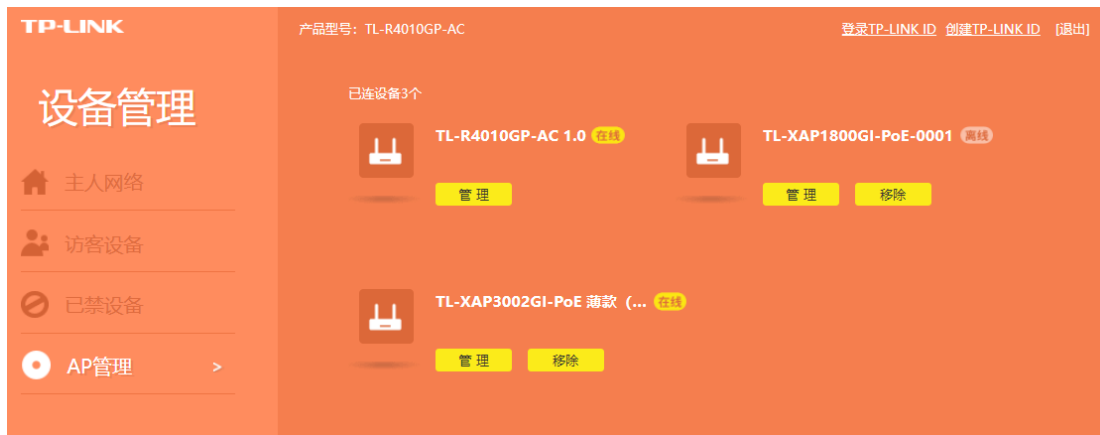 TP-LINK
产品型号：TL-R4010GP-AC
登录TP-LINK ID 创建TP-LINK ID [退出]
设备管理
主人网络
访客设备
已禁设备
AP管理 >
已连设备3个
TL-R4010GP-AC 1.0 在线
管 理
TL-XAP1800GI-PoE-0001 离线
管 理 移除
TL-XAP3002GI-PoE 薄款（... 在线
管 理 移除